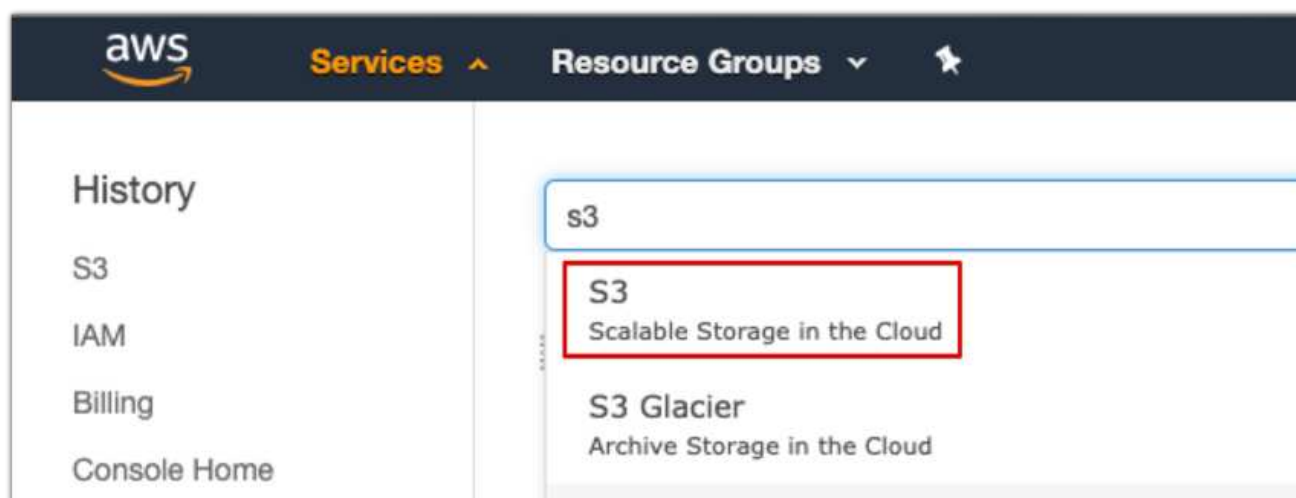 aws
Services
Resource Groups
History
S3
IAM
Billing
Console Home
s3
S3
Scalable Storage in the Cloud
S3 Glacier
Archive Storage in the Cloud